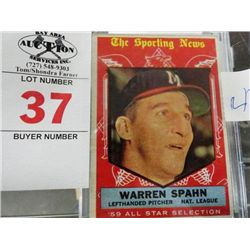 BAY AREA
AUCTION
SERVICES INC.
(727) 548-9303
Tom/Shondra Farner
LOT NUMBER
37
BUYER NUMBER
The Sporting News
WARREN SPAHN
LEFTHANDED PITCHER NAT. LEAGUE
'59 ALL STAR SELECTION